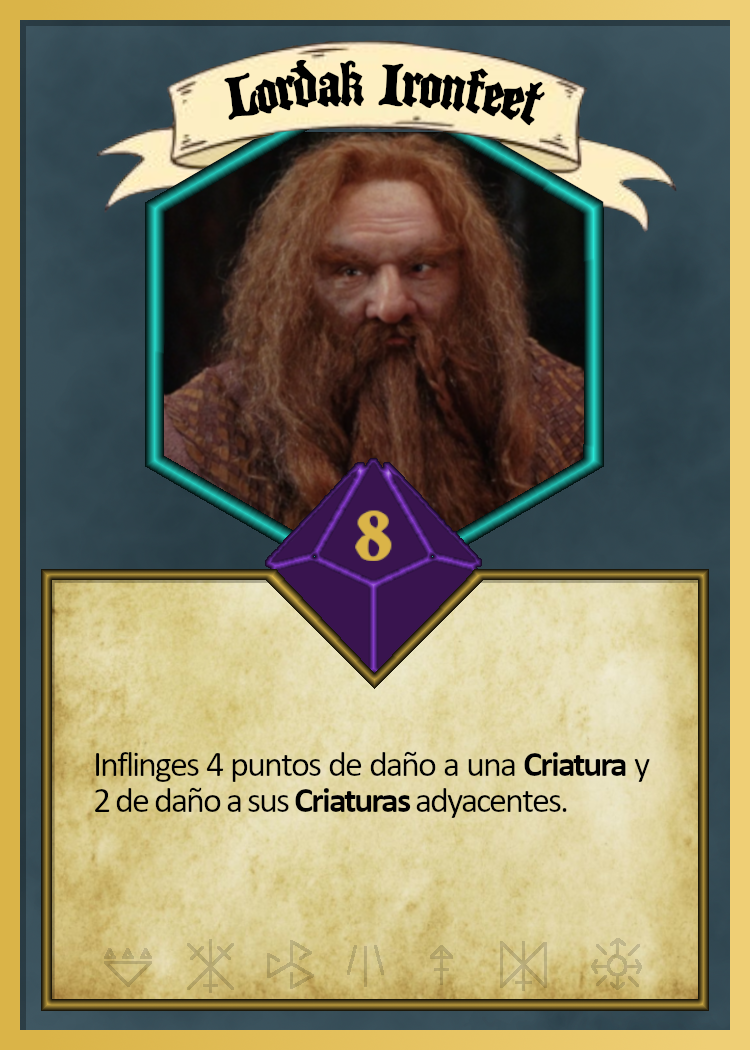 Lordak Ironfeet
8
Inflinges 4 puntos de daño a una Criatura y
2 de daño a sus Criaturas adyacentes.